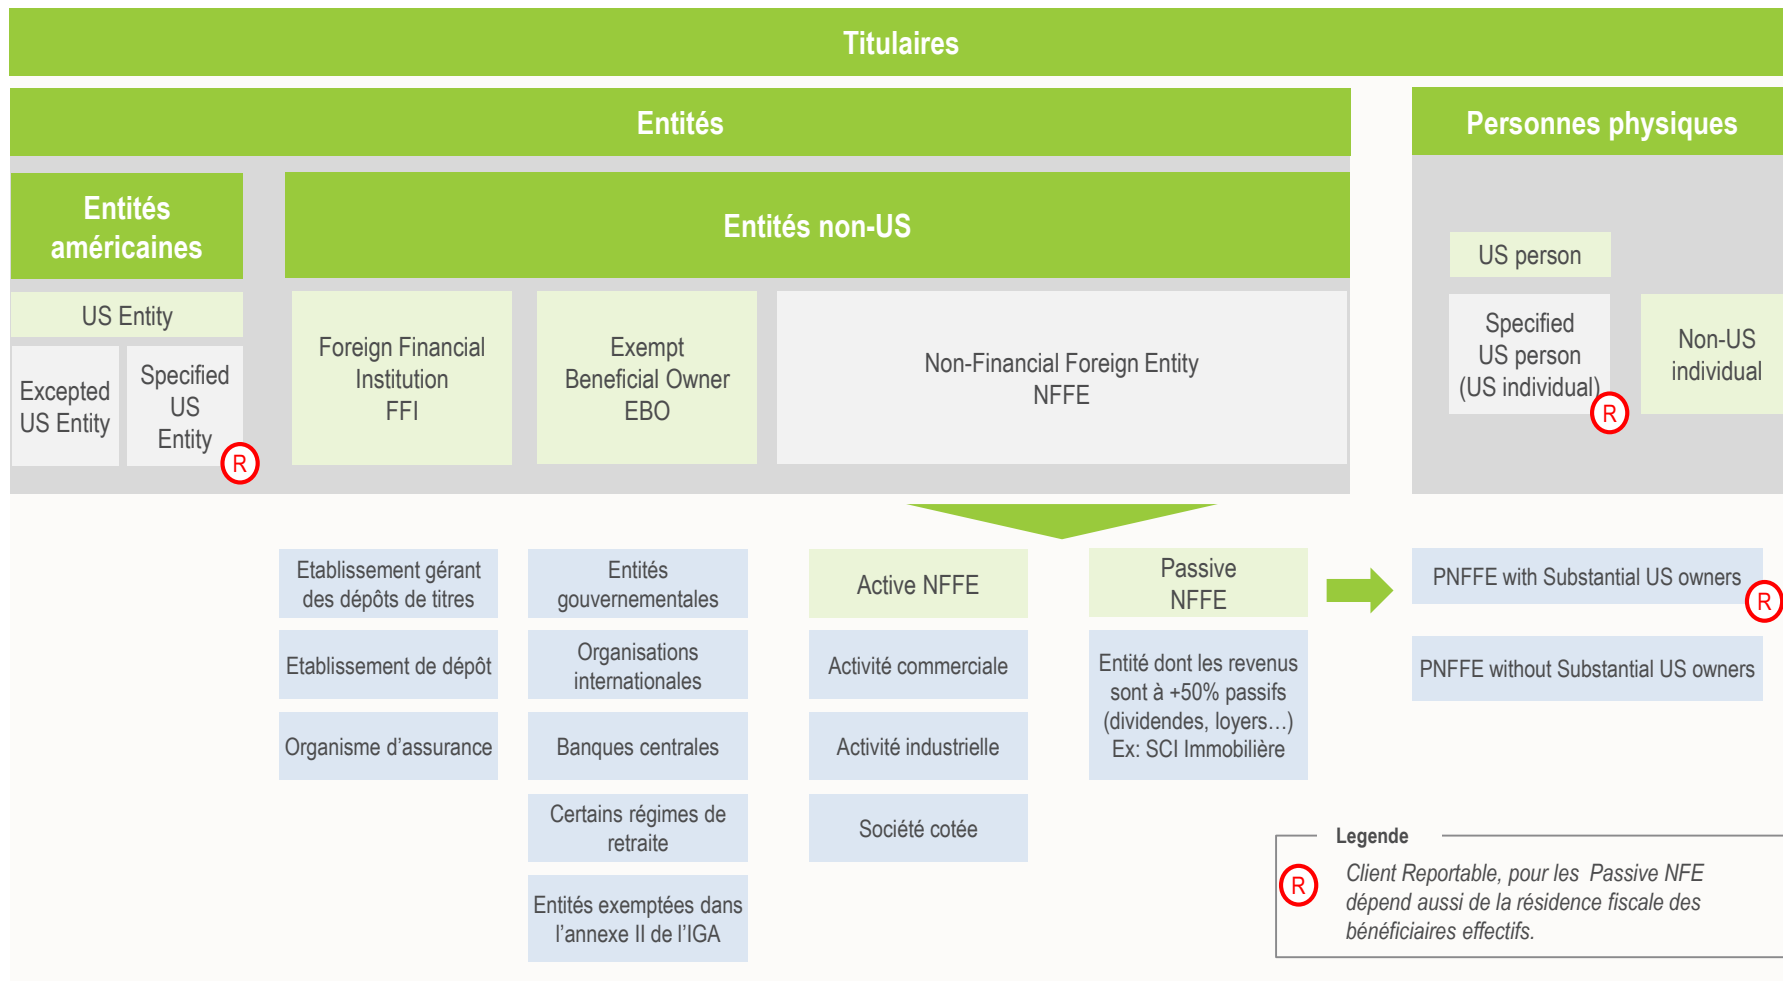 Titulaires
Entités
Personnes physiques
Entités
américaines
Entités non-US
US Entity
Excepted
US Entity
Specified
US
Entity
R
Foreign Financial
Institution
FFI
Exempt
Beneficial Owner
EBO
Non-Financial Foreign Entity
NFFE
US person
Specified
US person
(US individual)
R
Non-US
individual
Etablissement gérant
des dépôts de titres
Etablissement de dépôt
Organisme d’assurance
Entités
gouvernementales
Organisations
internationales
Banques centrales
Certains régimes de
retraite
Entités exemptées dans
l’annexe II de l’IGA
Active NFFE
Activité commerciale
Activité industrielle
Société cotée
Passive
NFFE
Entité dont les revenus
sont à +50% passifs
(dividendes, loyers…)
Ex: SCI Immobilière
PNFFE with Substantial US owners
R
PNFFE without Substantial US owners
Legende
R
Client Reportable, pour les Passive NFE
dépend aussi de la résidence fiscale des
bénéficiaires effectifs.